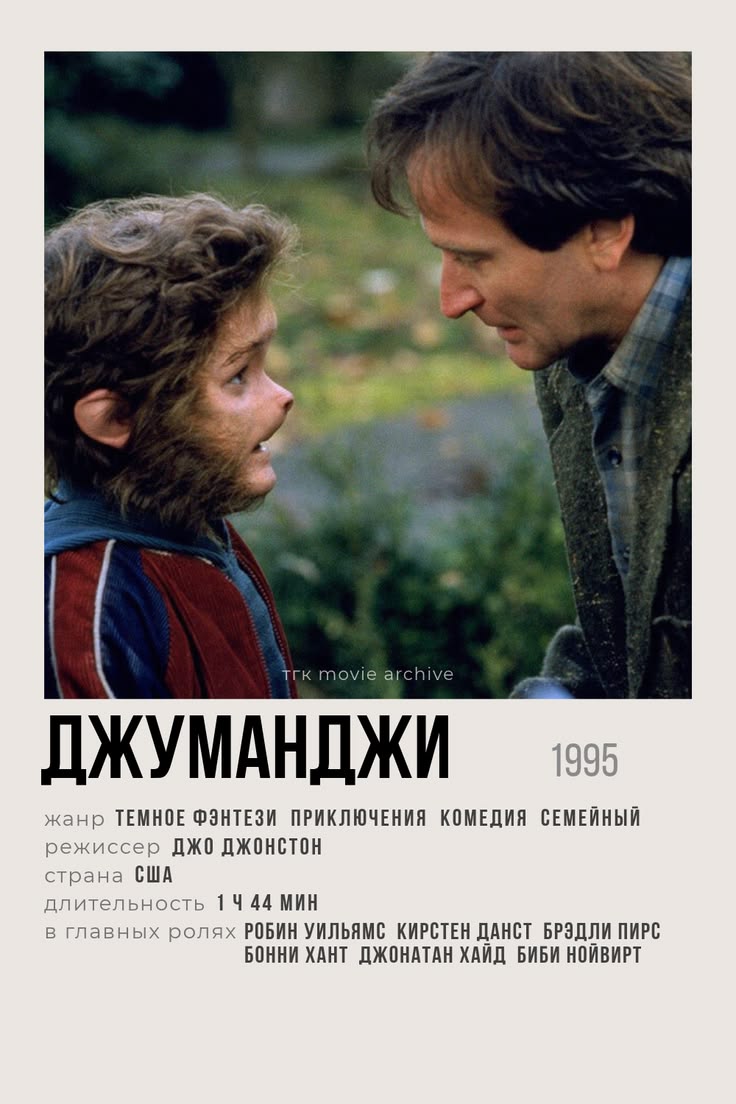 тгк movie archive
ДЖУМАНДЖИ 1995
жанр ТЕМНОЕ ФЭНТЕЗИ ПРИКЛЮЧЕНИЯ КОМЕДИЯ СЕМЕЙНЫЙ
режиссер ДЖО ДЖОНСТОН
страна США
длительность 1 Ч 44 МИН
в главных ролях РОБИН УИЛЬЯМС КИРСТЕН ДАНСТ БРЭДЛИ ПИРС
БОННИ ХАНТ ДЖОНАТАН ХАЙД БИБИ НОЙВИРТ